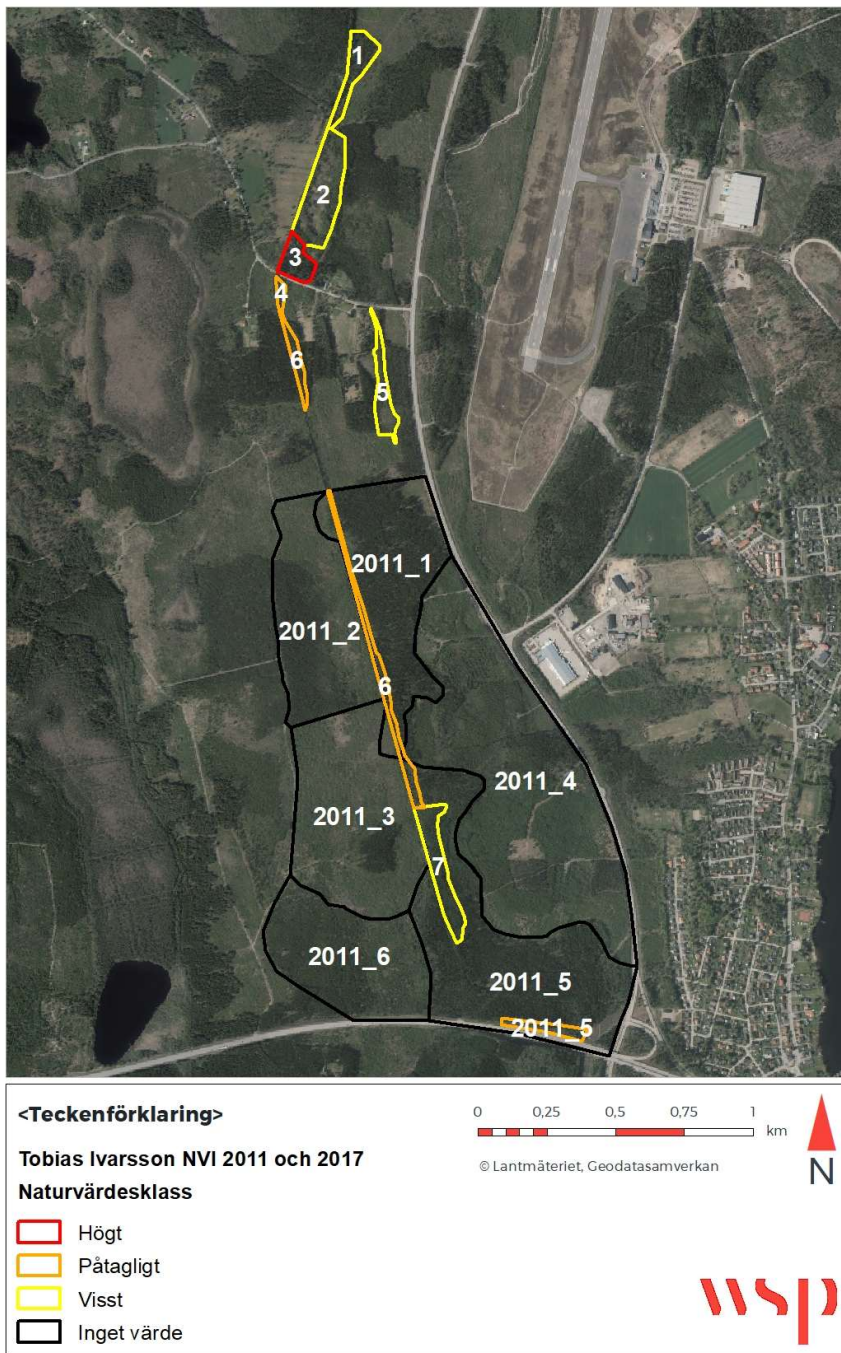 1
2
3
4
6
5
2011_1
2011_2
6
2011_4
2011_3
7
2011_6
2011_5
2011_5
<Teckenförklaring>
Tobias Ivarsson NVI 2011 och 2017
Naturvärdesklass
Högt
Påtagligt
Visst
Inget värde
0 0,25 0,5 0,75 1
km
© Lantmäteriet, Geodatasamverkan
N
wsp